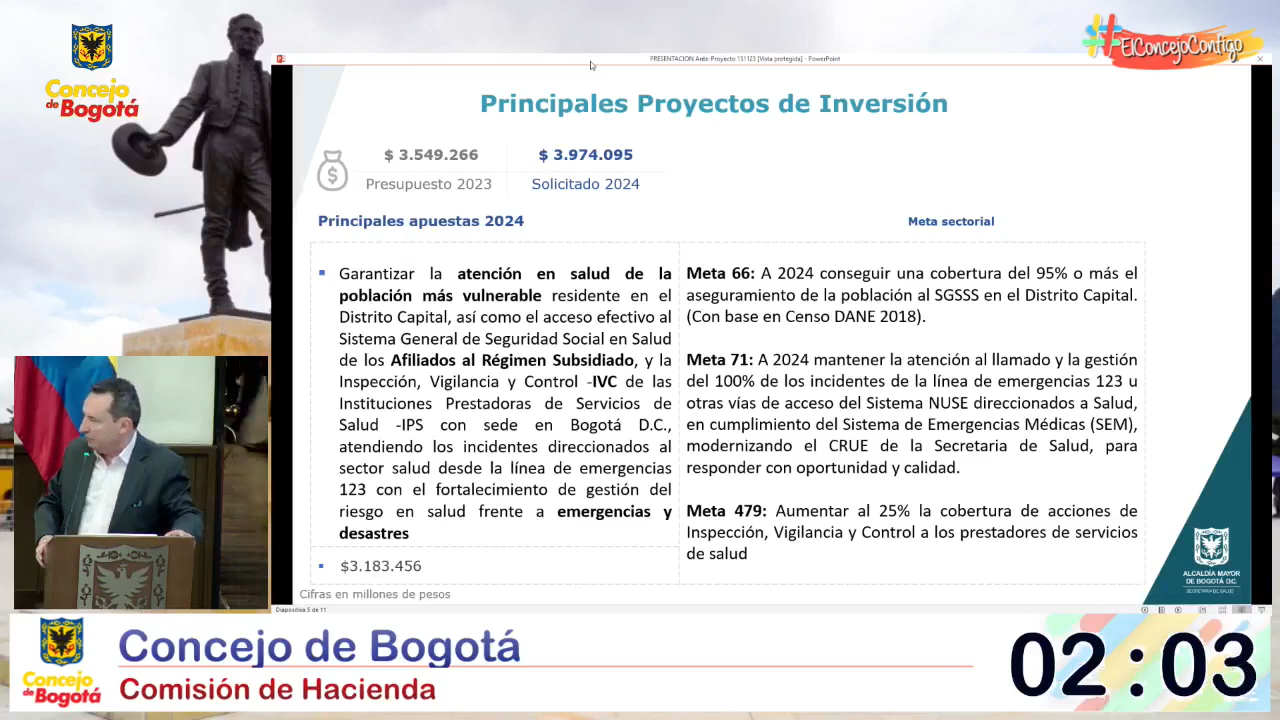 Concejo
de Bogotá
#ElConcejoContigo
PRESENTACION Ante-Proyecto 151123 [Vista protegida] - PowerPoint
Principales Proyectos de Inversión
$ 3.549.266
$ 3.974.095
Presupuesto 2023
Solicitado 2024
Principales apuestas 2024
Meta sectorial
Garantizar la atención en salud de la
población más vulnerable residente en el
Distrito Capital, así como el acceso efectivo al
Sistema General de Seguridad Social en Salud
de los Afiliados al Régimen Subsidiado, y la
Inspección, Vigilancia y Control -IVC de las
Instituciones Prestadoras de Servicios de
Salud -IPS con sede en Bogotá D.C.,
atendiendo los incidentes direccionados al
sector salud desde la línea de emergencias
123 con el fortalecimiento de gestión del
riesgo en salud frente a emergencias y
desastres
$3.183.456
Meta 66: A 2024 conseguir una cobertura del 95% o más el
aseguramiento de la población al SGSSS en el Distrito Capital.
(Con base en Censo DANE 2018).
Meta 71: A 2024 mantener la atención al llamado y la gestión
del 100% de los incidentes de la línea de emergencias 123 u
otras vías de acceso del Sistema NUSE direccionados a Salud,
en cumplimiento del Sistema de Emergencias Médicas (SEM),
modernizando el CRUE de la Secretaria de Salud, para
responder con oportunidad y calidad.
Meta 479: Aumentar al 25% la cobertura de acciones de
Inspección, Vigilancia y Control a los prestadores de servicios
de salud
Cifras en millones de pesos
ALCALDÍA MAYOR
DE BOGOTÁ D.C.
SECRETARÍA DE SALUD
Diapositiva 5 de 11
Concejo
de Bogotá
Concejo de Bogotá
Comisión de Hacienda
02:03